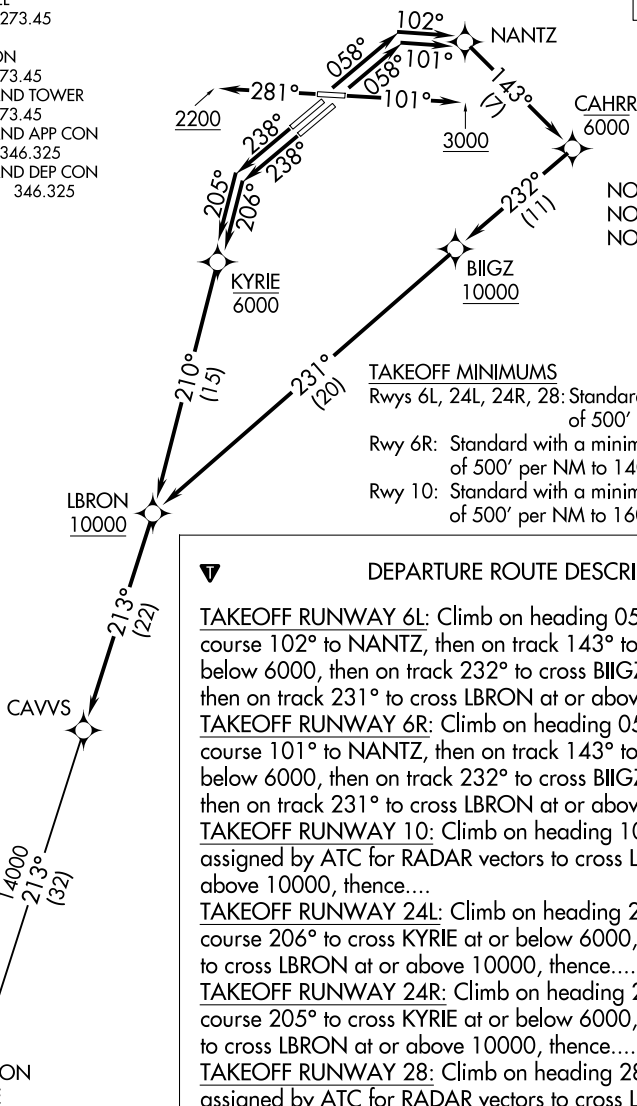 273.45
ON
73.45
ND TOWER
73.45
ND APP CON
346.325
ND DEP CON
346.325
102°
NANTZ
058°
058°
101°
281°
101°
2200
3000
143°
(7)
CAHRR
6000
238°
238°
205°
206°
232°
(11)
NO
NO
NO
KYRIE
6000
BIIGZ
10000
210°
(15)
231°
(20)
TAKEOFF MINIMUMS
Rwys 6L, 24L, 24R, 28: Standar
of 500' 
Rwy 6R: Standard with a minim
of 500' per NM to 140
Rwy 10: Standard with a minim
of 500' per NM to 160
LBRON
10000
213°
(22)
CAVVS
14000
213°
(32)
ON
T
DEPARTURE ROUTE DESCRI
TAKEOFF RUNWAY 6L: Climb on heading 05
course 102° to NANTZ, then on track 143° to
below 6000, then on track 232° to cross BIIGZ
then on track 231° to cross LBRON at or abov
TAKEOFF RUNWAY 6R: Climb on heading 05
course 101° to NANTZ, then on track 143° to
below 6000, then on track 232° to cross BIIGZ
then on track 231° to cross LBRON at or abov
TAKEOFF RUNWAY 10: Climb on heading 10
assigned by ATC for RADAR vectors to cross L
above 10000, thence....
TAKEOFF RUNWAY 24L: Climb on heading 2
course 206° to cross KYRIE at or below 6000,
to cross LBRON at or above 10000, thence....
TAKEOFF RUNWAY 24R: Climb on heading 2
course 205° to cross KYRIE at or below 6000,
to cross LBRON at or above 10000, thence....
TAKEOFF RUNWAY 28: Climb on heading 28
assigned by ATC for RADAR vectors to cross L